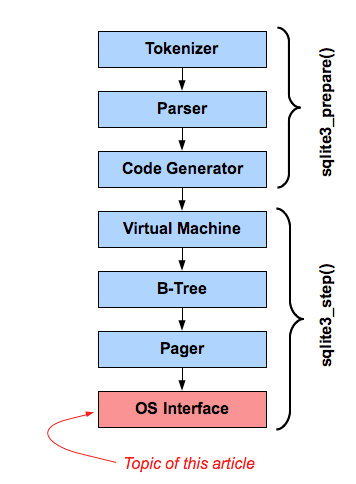 Tokenizer
Parser
Code Generator
sqlite3_prepare()
Virtual Machine
B-Tree
Pager
OS Interface
sqlite3_step()
Topic of this article